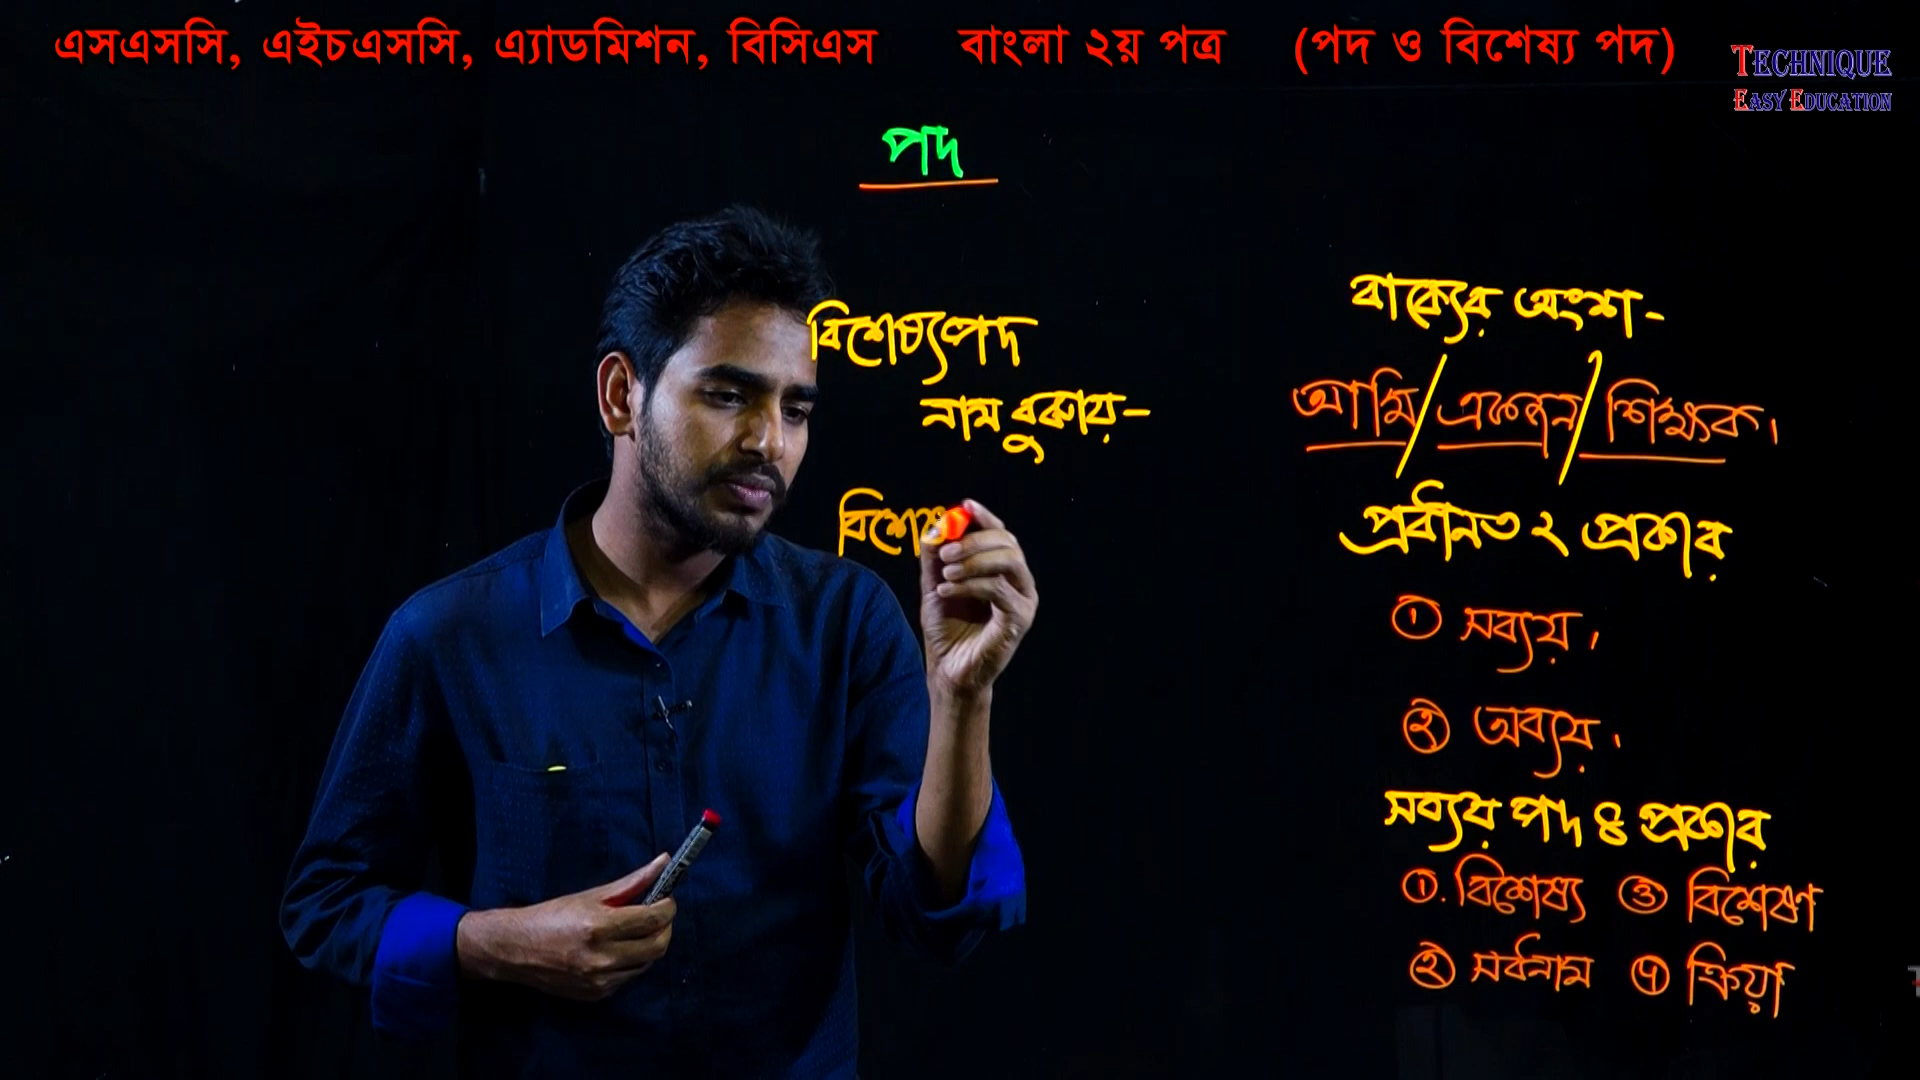 এসএসসি, এইচএসসি, এ্যাডমিশন, বিসিএস বাংলা ২য় পত্র (পদ ও বিশেষ্য পদ)
TECHNIQUE
EASY EDUCATION
পদ
বিশেষ্যপদ
নাম বুঝায়-
বিশেষ
বাক্যের অংশ-
আমি/একজন/শিক্ষক।
প্রধানত ২ প্রকার
① সব্যয়।
② অব্যয়।
সব্যয় পদ ৪ প্রকার
①. বিশেষ্য ③ বিশেষণ
② সর্বনাম ④ ক্রিয়া